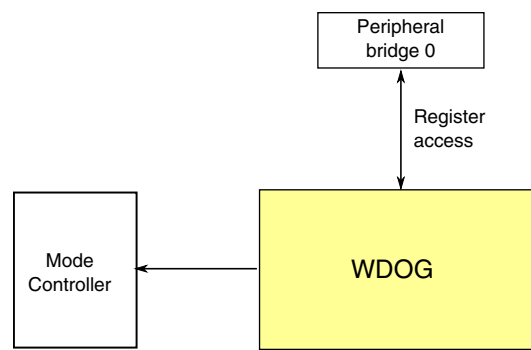 Peripheral
bridge 0
Register
access
Mode
Controller
WDOG